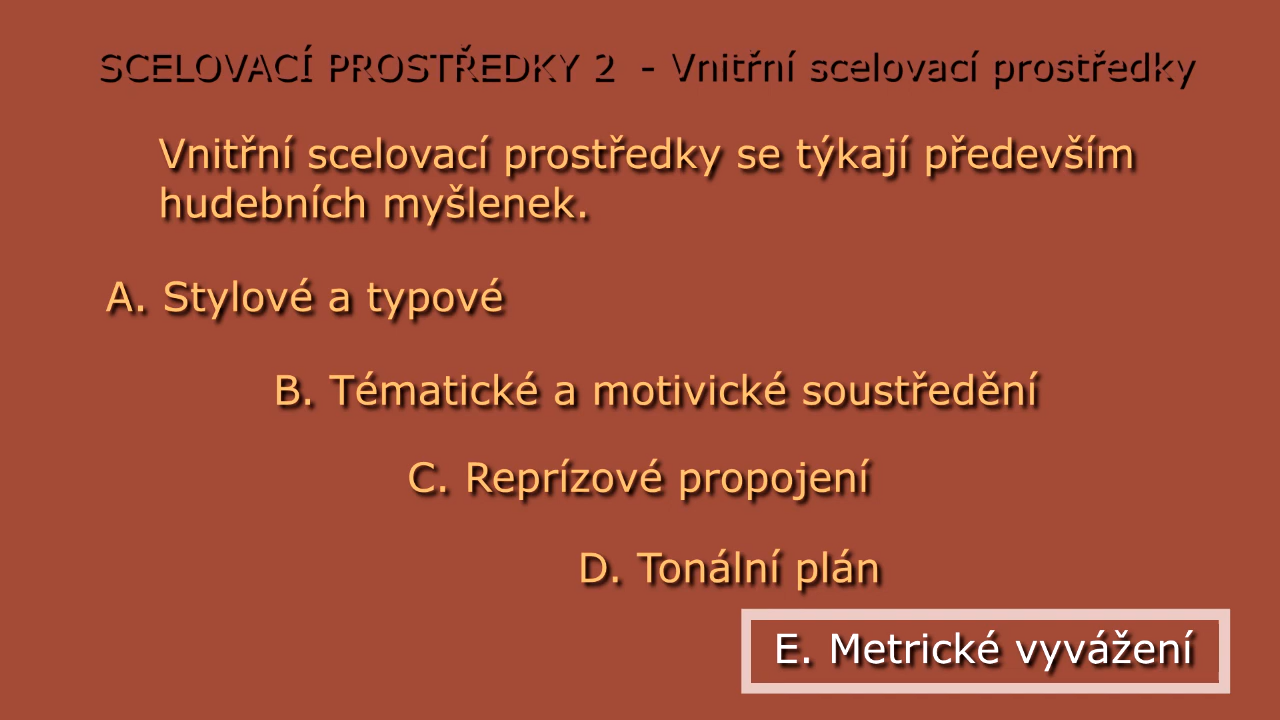 SCELOVACÍ PROSTŘEDKY 2 - Vnitřní scelovací prostředky
Vnitřní scelovací prostředky se týkají především
hudebních myšlenek.
A. Stylové a typové
B. Tématické a motivické soustředění
C. Reprízové propojení
D. Tonální plán
E. Metrické vyvážení